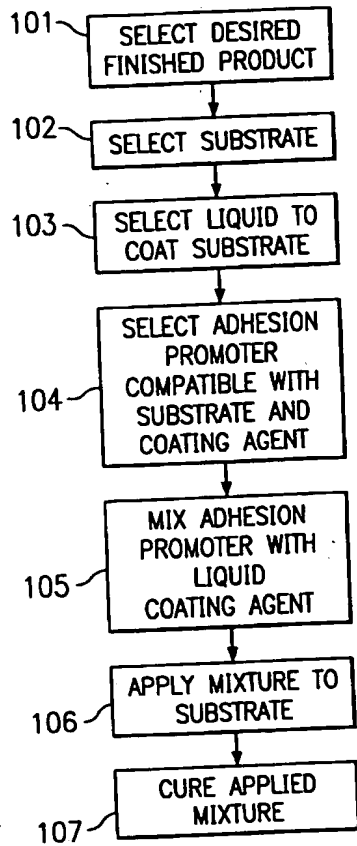 101
SELECT DESIRED
FINISHED PRODUCT
102
SELECT SUBSTRATE
103
SELECT LIQUID TO
COAT SUBSTRATE
104
SELECT ADHESION
PROMOTER
COMPATIBLE WITH
SUBSTRATE AND
COATING AGENT
105
MIX ADHESION
PROMOTER WITH
LIQUID
COATING AGENT
106
APPLY MIXTURE TO
SUBSTRATE
107
CURE APPLIED
MIXTURE